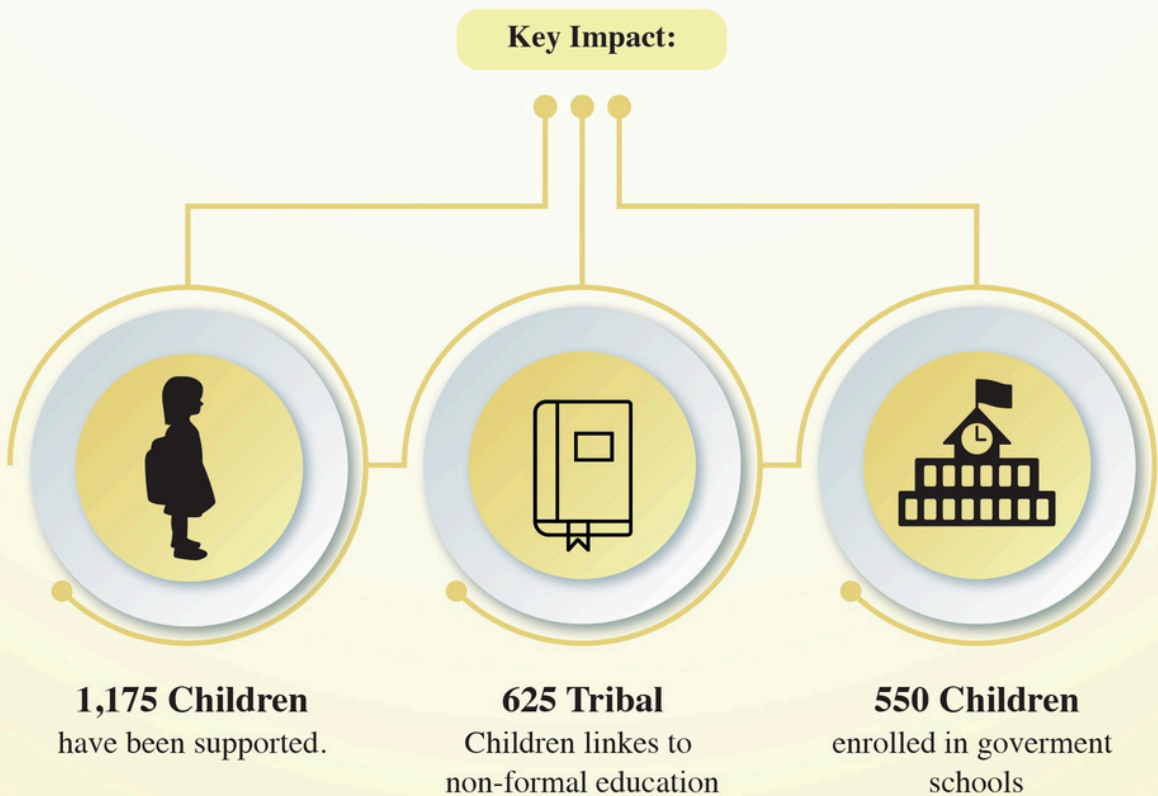 Key Impact:
1,175 Children
have been supported.
625 Tribal
Children linkes to
non-formal education
550 Children
enrolled in goverment
schools